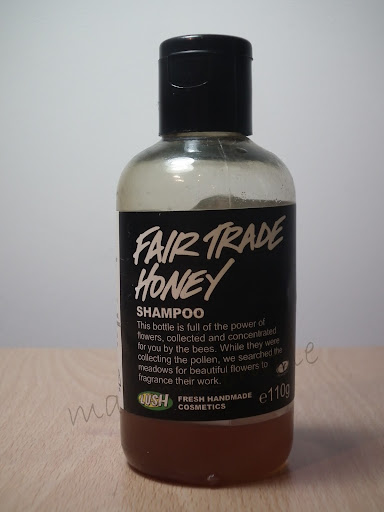 FAIR TRADE
HONEY
SHAMPOO
This bottle is full of the power of
flowers, collected and concentrated
for you by the bees. While they were
collecting the pollen, we searched the
meadows for beautiful flowers to
fragrance their work.
LUSH FRESH HANDMADE
COSMETICS
℮110g